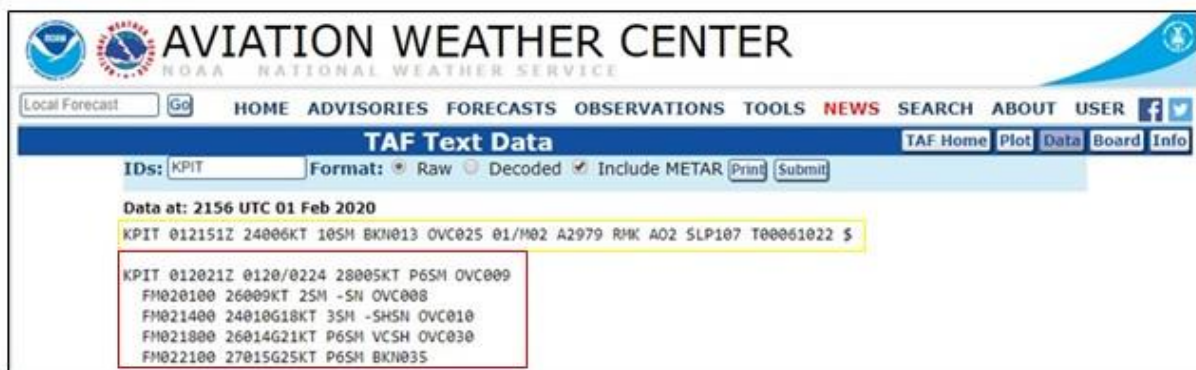 AVIATION WEATHER CENTER
NOAA NATIONAL WEATHER SERVICE
Local Forecast Go HOME ADVISORIES FORECASTS OBSERVATIONS TOOLS NEWS SEARCH ABOUT USER
TAF Text Data TAF Home Plot Data Board Info
IDs: KPIT Format: Raw Decoded Include METAR Print Submit
Data at: 2156 UTC 01 Feb 2020
KPIT 012151Z 24006KT 10SM BKN013 OVC025 01/M02 A2979 RMK AO2 SLP107 T00061022 $
KPIT 012021Z 0120/0224 28005KT P6SM OVC009
FM020100 26009KT 2SM -SN OVC008
FM021400 24010G18KT 3SM -SHSN OVC010
FM021800 26014G21KT P6SM VCSH OVC030
FM022100 27015G25KT P6SM BKN035